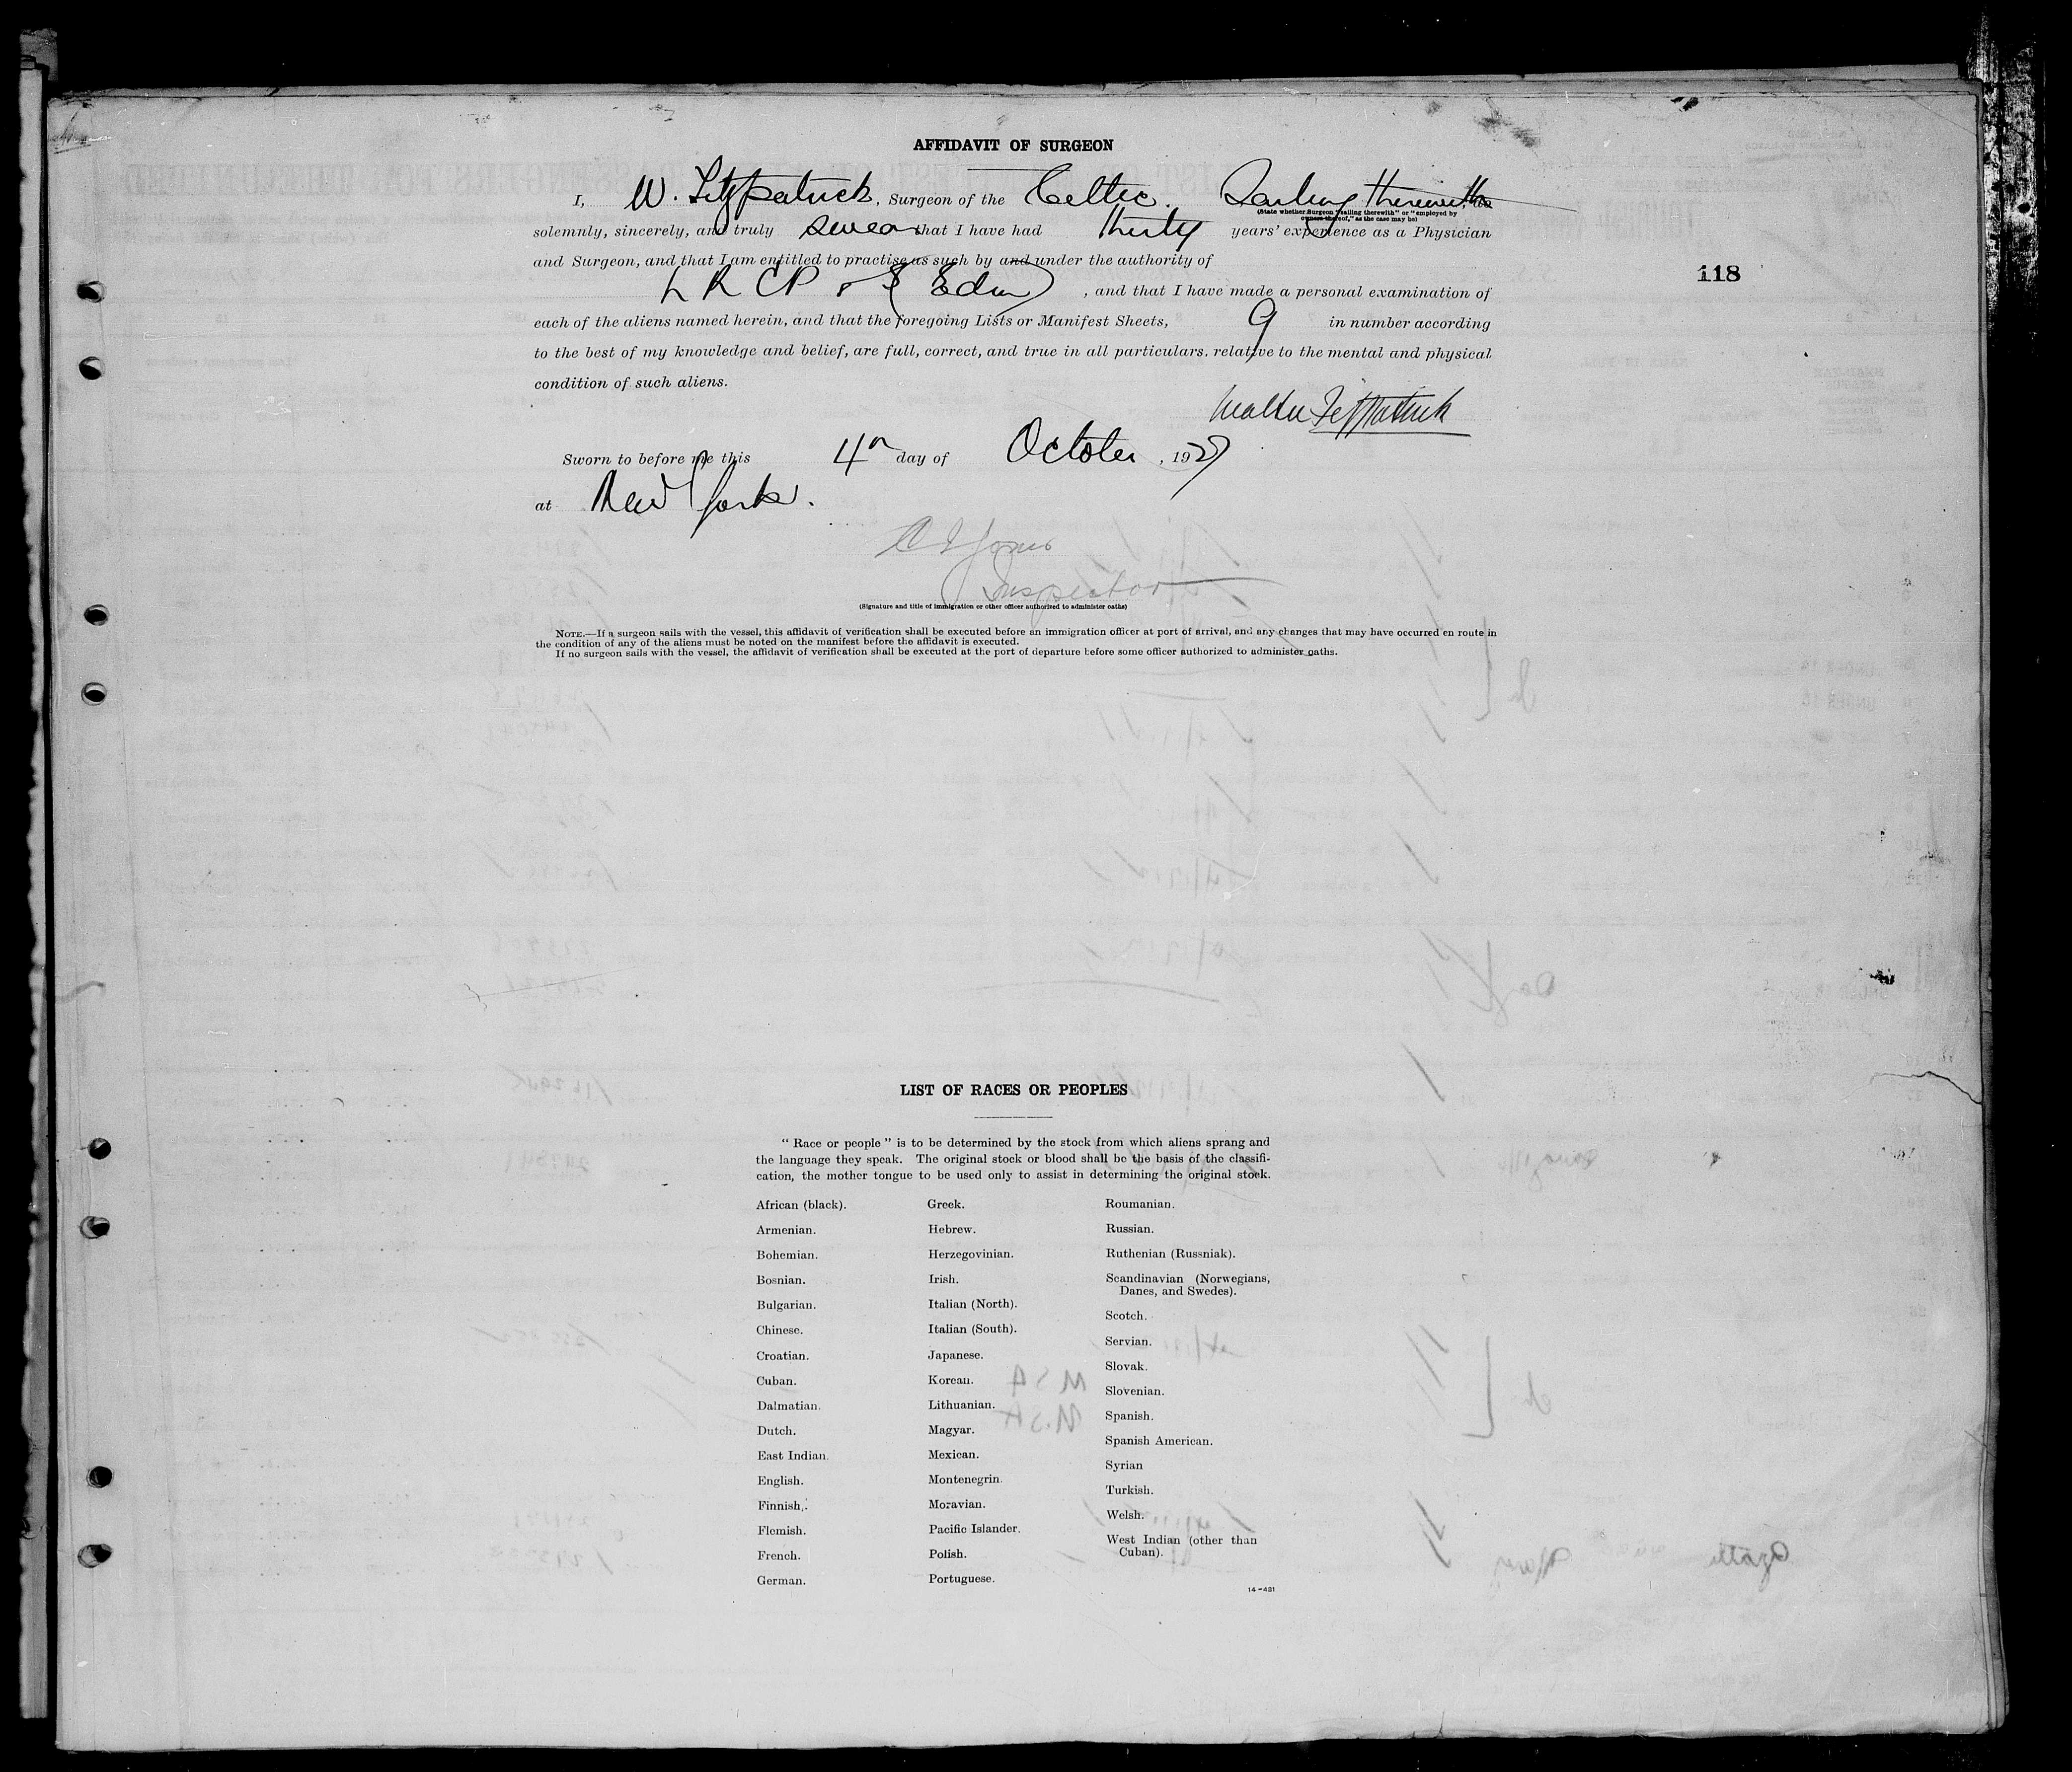 AFFIDAVIT OF SURGEON
I, W. Fitzpatrick, Surgeon of the Celtic. Sailing therewith do
(State whether Surgeon "sailing therewith" or "employed by
owners thereof," as the case may be)
solemnly, sincerely, and truly swear that I have had thirty years' experience as a Physician
and Surgeon, and that I am entitled to practise as such by and under the authority of
118
L R C P & S (Edin), and that I have made a personal examination of
each of the aliens named herein, and that the foregoing Lists or Manifest Sheets, 9 in number according
to the best of my knowledge and belief, are full, correct, and true in all particulars, relative to the mental and physical
condition of such aliens.
Walter Fitzpatrick
Sworn to before me this 4th day of October, 192
at New York.
Inspector
(Signature and title of immigration or other officer authorized to administer oaths)
NOTE.—If a surgeon sails with the vessel, this affidavit of verification shall be executed before an immigration officer at port of arrival, and any changes that may have occurred en route in
the condition of any of the aliens must be noted on the manifest before the affidavit is executed.
If no surgeon sails with the vessel, the affidavit of verification shall be executed at the port of departure before some officer authorized to administer oaths.
LIST OF RACES OR PEOPLES
"Race or people" is to be determined by the stock from which aliens sprang and
the language they speak. The original stock or blood shall be the basis of the classifi-
cation, the mother tongue to be used only to assist in determining the original stock.
African (black).
Armenian.
Bohemian.
Bosnian.
Bulgarian.
Chinese.
Croatian.
Cuban.
Dalmatian.
Dutch.
East Indian.
English.
Finnish.
Flemish.
French.
German.
Greek.
Hebrew.
Herzegovinian.
Irish.
Italian (North).
Italian (South).
Japanese.
Korean.
Lithuanian.
Magyar.
Mexican.
Montenegrin.
Moravian.
Pacific Islander.
Polish.
Portuguese.
Roumanian.
Russian.
Ruthenian (Russniak).
Scandinavian (Norwegians,
Danes, and Swedes).
Scotch.
Servian.
Slovak.
Slovenian.
Spanish.
Spanish American.
Syrian
Turkish.
Welsh.
West Indian (other than
Cuban).
14—431